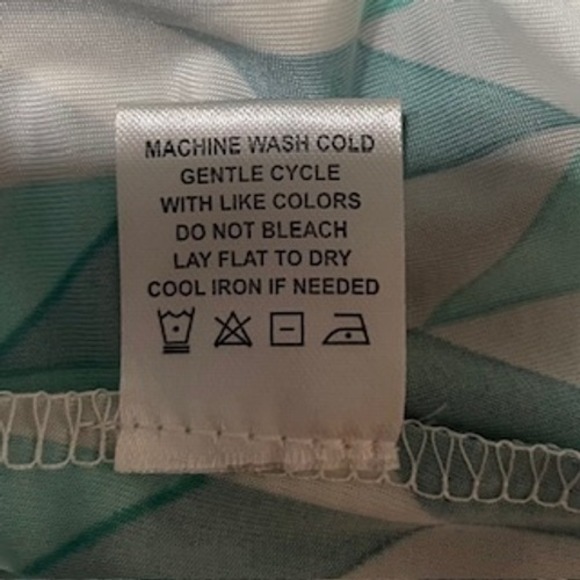 MACHINE WASH COLD
GENTLE CYCLE
WITH LIKE COLORS
DO NOT BLEACH
LAY FLAT TO DRY
COOL IRON IF NEEDED